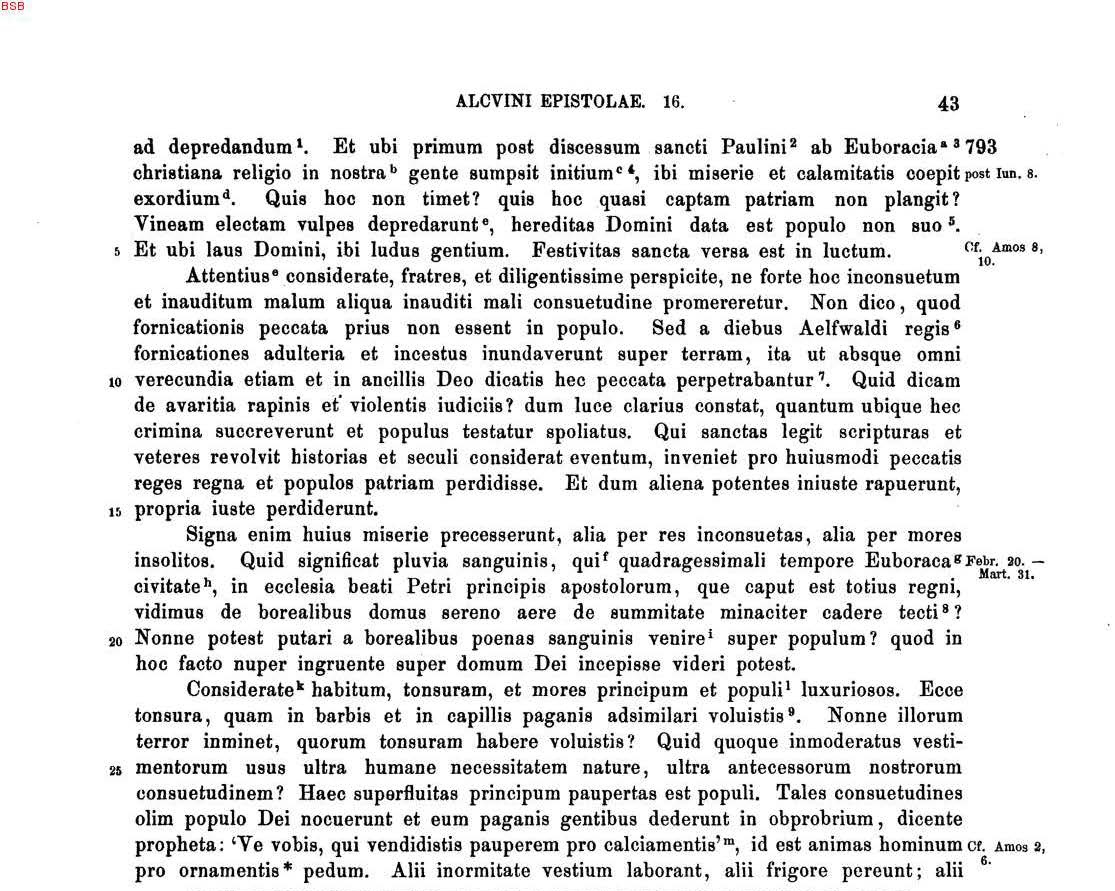 BSB
ALCVINI EPISTOLAE. 16. 43
ad depredandum¹. Et ubi primum post discessum sancti Paulini² ab Euboraciaᵃ ³ 793
christiana religio in nostraᵇ gente sumpsit initiumᶜ ⁴, ibi miserie et calamitatis coepit post Iun. 8.
exordiumᵈ. Quis hoc non timet? quis hoc quasi captam patriam non plangit?
Vineam electam vulpes depredaruntᵉ, hereditas Domini data est populo non suo⁵.
5 Et ubi laus Domini, ibi ludus gentium. Festivitas sancta versa est in luctum. Cf. Amos 8,
10.
Attentiusᵉ considerate, fratres, et diligentissime perspicite, ne forte hoc inconsuetum
et inauditum malum aliqua inauditi mali consuetudine promereretur. Non dico, quod
fornicationis peccata prius non essent in populo. Sed a diebus Aelfwaldi regis⁶
fornicationes adulteria et incestus inundaverunt super terram, ita ut absque omni
10 verecundia etiam et in ancillis Deo dicatis hec peccata perpetrabantur⁷. Quid dicam
de avaritia rapinis et violentis iudiciis? dum luce clarius constat, quantum ubique hec
crimina succreverunt et populus testatur spoliatus. Qui sanctas legit scripturas et
veteres revolvit historias et seculi considerat eventum, inveniet pro huiusmodi peccatis
reges regna et populos patriam perdidisse. Et dum aliena potentes iniuste rapuerunt,
15 propria iuste perdiderunt.
Signa enim huius miserie precesserunt, alia per res inconsuetas, alia per mores
insolitos. Quid significat pluvia sanguinis, quiᶠ quadragessimali tempore Euboracaᵍ Febr. 20. —
Mart. 31.
civitateʰ, in ecclesia beati Petri principis apostolorum, que caput est totius regni,
vidimus de borealibus domus sereno aere de summitate minaciter cadere tecti⁸?
20 Nonne potest putari a borealibus poenas sanguinis venireⁱ super populum? quod in
hoc facto nuper ingruente super domum Dei incepisse videri potest.
Considerateᵏ habitum, tonsuram, et mores principum et populiˡ luxuriosos. Ecce
tonsura, quam in barbis et in capillis paganis adsimilari voluistis⁹. Nonne illorum
terror inminet, quorum tonsuram habere voluistis? Quid quoque inmoderatus vesti-
25 mentorum usus ultra humane necessitatem nature, ultra antecessorum nostrorum
consuetudinem? Haec superfluitas principum paupertas est populi. Tales consuetudines
olim populo Dei nocuerunt et eum paganis gentibus dederunt in obprobrium, dicente
propheta: ‘Ve vobis, qui vendidistis pauperem pro calciamentis’ᵐ, id est animas hominum Cf. Amos 2,
6.
pro ornamentis* pedum. Alii inormitate vestium laborant, alii frigore pereunt; alii